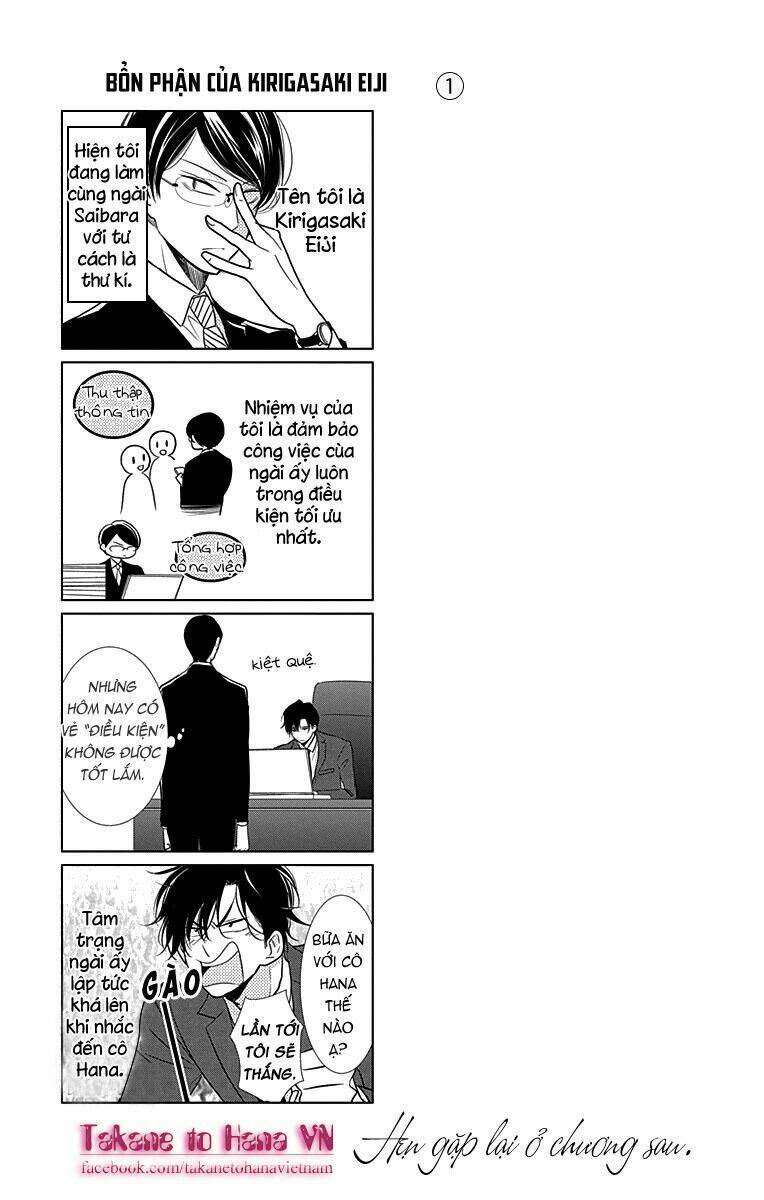 BỔN PHẬN CỦA KIRIGASAKI EIJI ①
Hiện tôi
đang làm
cùng ngài
Saibara
với tư
cách là
thư kí.
Tên tôi là
Kirigasaki
EiJi
Thu thập
thông tin
Nhiệm vụ của
tôi là đảm bảo
công việc cùa
ngài ấy luôn
trong điều
kiện tối ưu
nhất.
Tổng hợp
công việc
kiệt quệ.
NHƯNG
HÔM NAY CÓ
VẺ "ĐIỀU KIỆN"
KHÔNG ĐƯỢC
TỐT LẮM.
BỮA ĂN
VỚI CÔ
HANA
THẾ
NÀO
Ạ?
LẦN TỚI
TÔI SẼ
THẮNG.
GÀO
Tâm
trạng
ngài ấy
lập tức
khá lên
khi nhắc
đến cô
Hana.
Takane to Hana VN
facebook.com/takanetohanavietnam
Hẹn gặp lại ở chương sau.